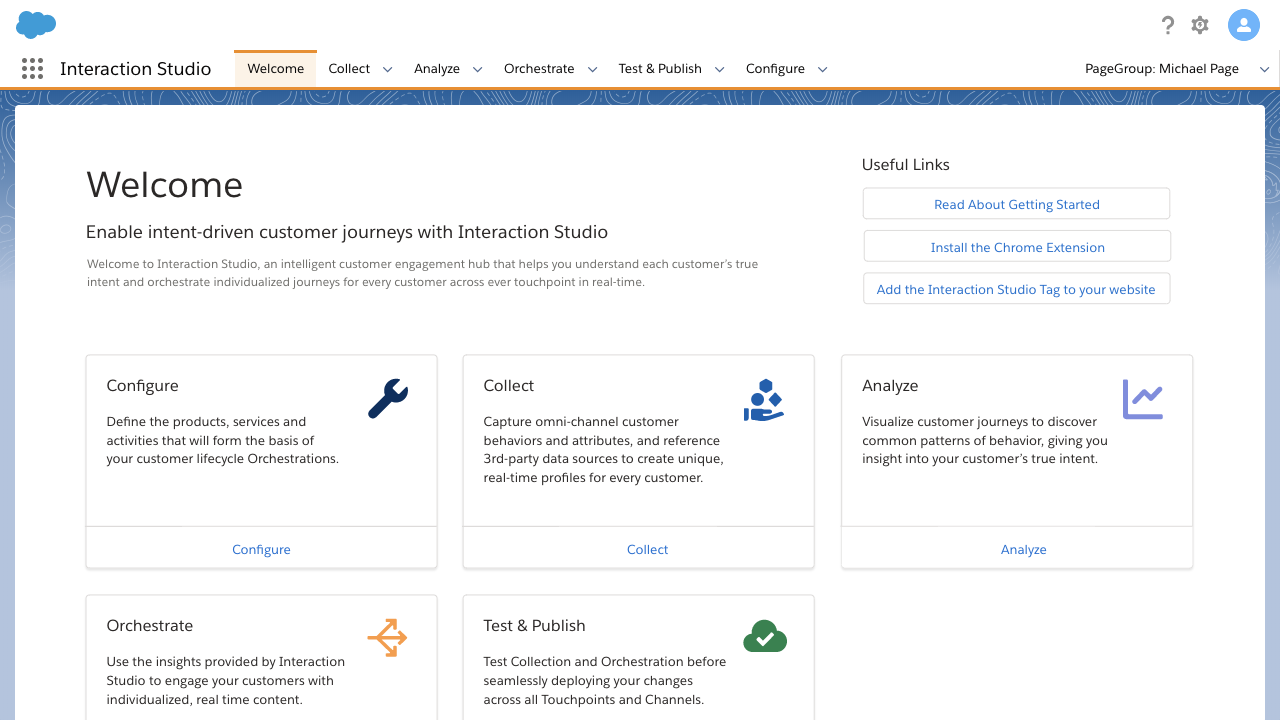 Interaction Studio
Welcome
Collect
Analyze
Orchestrate
Test & Publish
Configure
PageGroup: Michael Page
Welcome
Enable intent-driven customer journeys with Interaction Studio
Welcome to Interaction Studio, an intelligent customer engagement hub that helps you understand each customer's true
intent and orchestrate individualized journeys for every customer across ever touchpoint in real-time.
Useful Links
Read About Getting Started
Install the Chrome Extension
Add the Interaction Studio Tag to your website
Configure
Define the products, services and
activities that will form the basis of
your customer lifecycle Orchestrations.
Configure
Collect
Capture omni-channel customer
behaviors and attributes, and reference
3rd-party data sources to create unique,
real-time profiles for every customer.
Collect
Analyze
Visualize customer journeys to discover
common patterns of behavior, giving you
insight into your customer's true intent.
Analyze
Orchestrate
Use the insights provided by Interaction
Studio to engage your customers with
individualized, real time content.
Test & Publish
Test Collection and Orchestration before
seamlessly deploying your changes
across all Touchpoints and Channels.